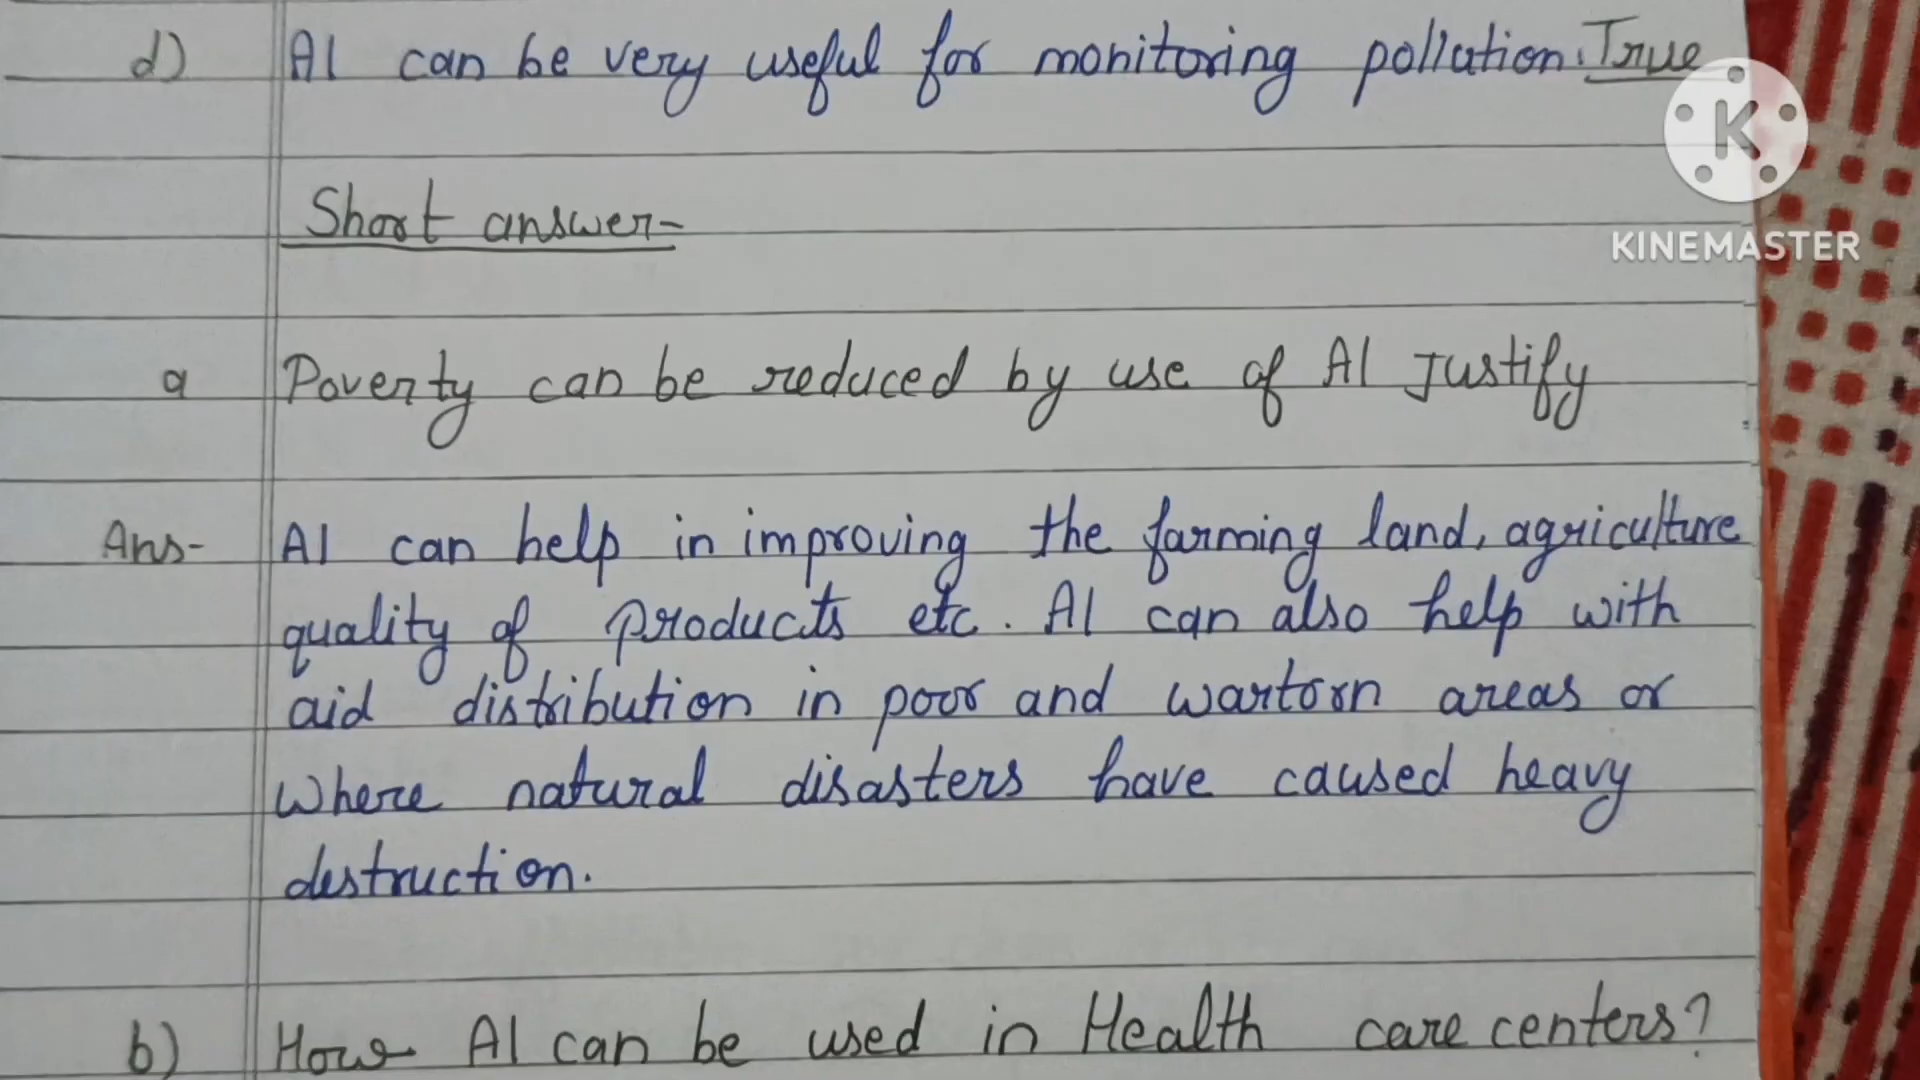 d) AI can be very useful for monitoring pollution. True
K
KINEMASTER
Short answer-
a Poverty can be reduced by use of AI Justify
Ans- AI can help in improving the farming land, agriculture
quality of products etc. AI can also help with
aid distribution in poor and wartorn areas or
where natural disasters have caused heavy
destruction.
b) How AI can be used in Health care centers?